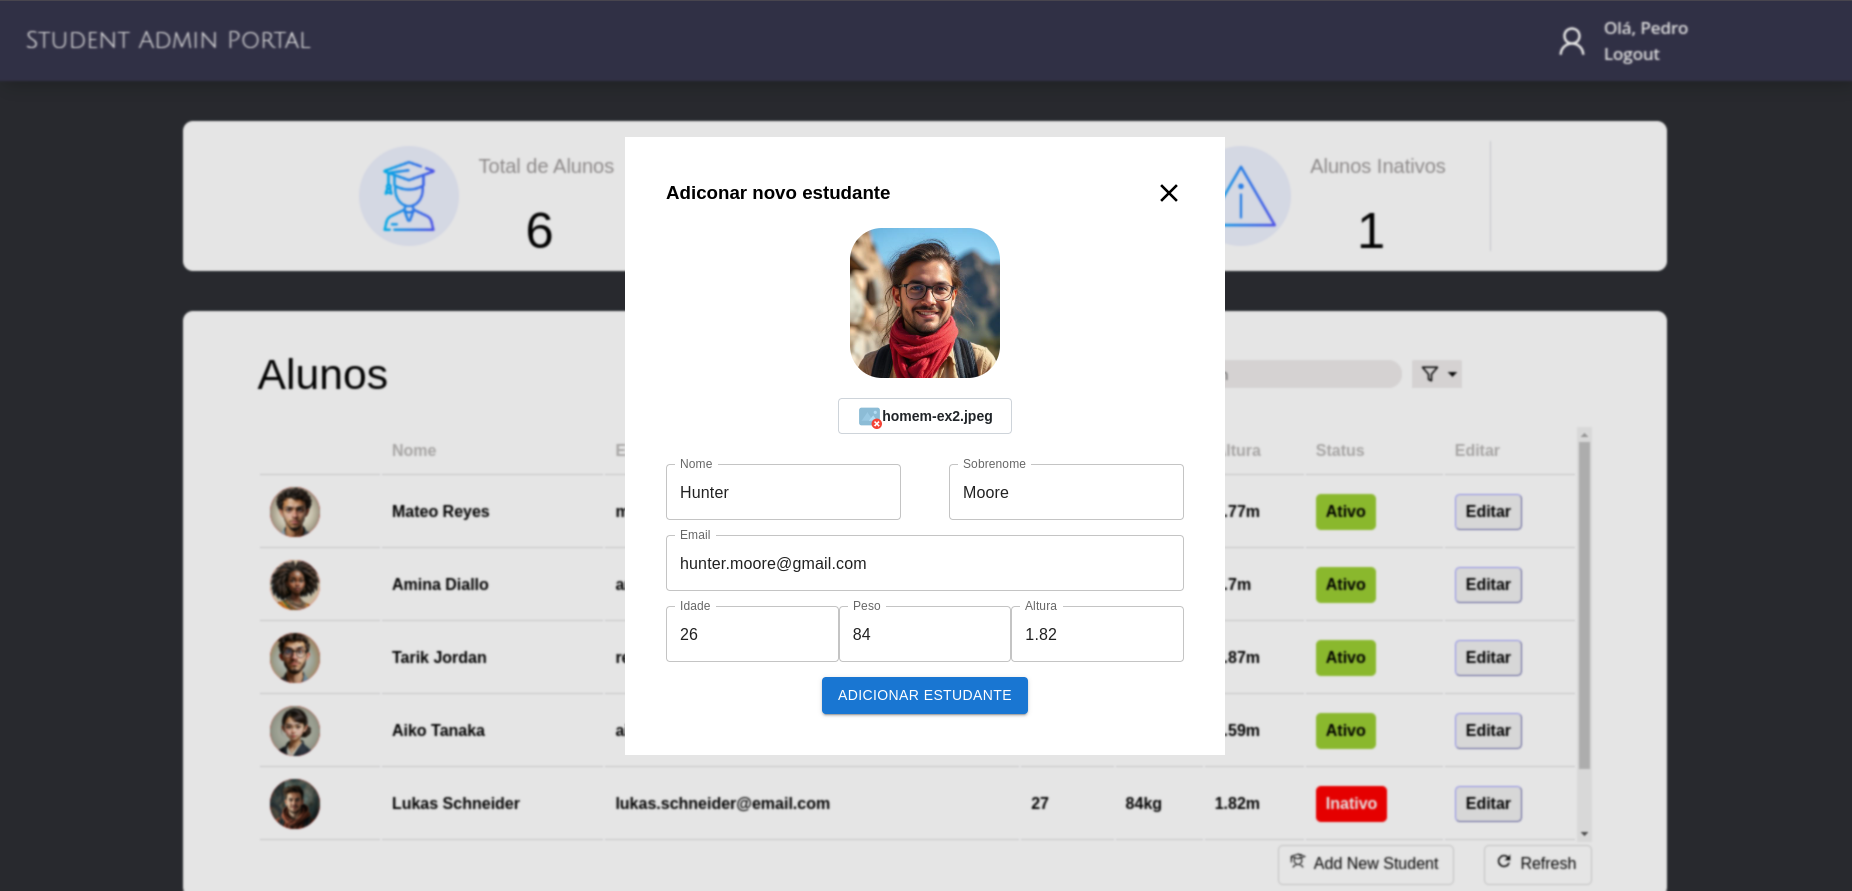 STUDENT ADMIN PORTAL
Olá, Pedro
Logout
Total de Alunos
6
Alunos Inativos
1
Adiconar novo estudante
homem-ex2.jpeg
Nome
Hunter
Sobrenome
Moore
Email
hunter.moore@gmail.com
Idade
26
Peso
84
Altura
1.82
ADICIONAR ESTUDANTE
Alunos
Nome Status Editar
Mateo Reyes .77m Ativo Editar
Amina Diallo .7m Ativo Editar
Tarik Jordan .87m Ativo Editar
Aiko Tanaka .59m Ativo Editar
Lukas Schneider lukas.schneider@email.com 27 84kg 1.82m Inativo Editar
Add New Student Refresh